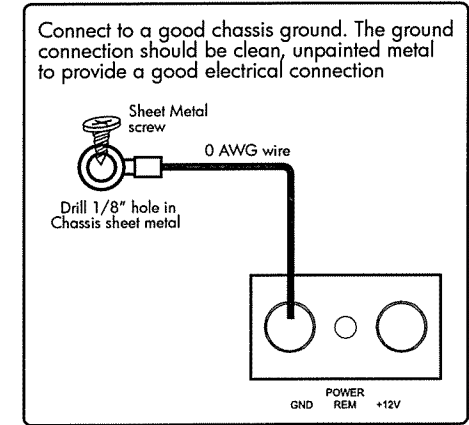 Connect to a good chassis ground. The ground
connection should be clean, unpainted metal
to provide a good electrical connection
Sheet Metal
screw
0 AWG wire
Drill 1/8" hole in
Chassis sheet metal
POWER
GND REM +12V